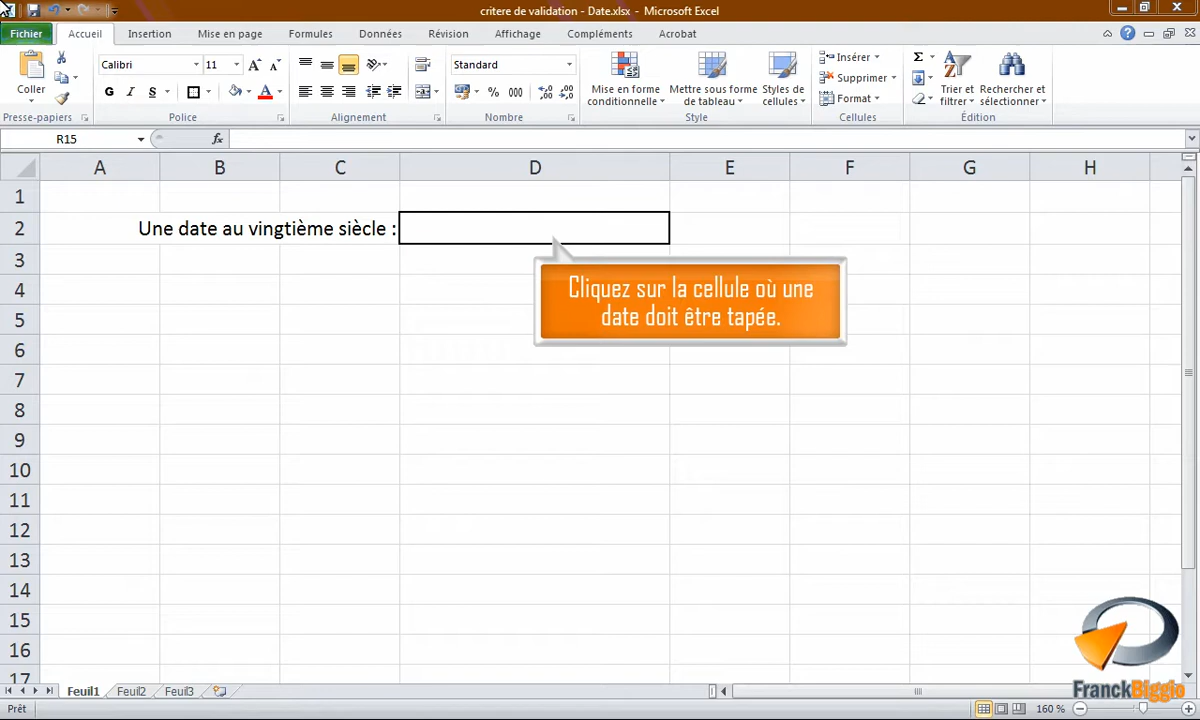 critere de validation - Date.xlsx - Microsoft Excel
Fichier Accueil Insertion Mise en page Formules Données Révision Affichage Compléments Acrobat
Coller
Calibri 11
G I S
Standard
% 000
Mise en forme conditionnelle
Mettre sous forme de tableau
Styles de cellules
Insérer
Supprimer
Format
Σ
Trier et filtrer
Rechercher et sélectionner
Presse-papiers Police Alignement Nombre Style Cellules Édition
R15 fx
A B C D E F G H
1
2 Une date au vingtième siècle :
3
Cliquez sur la cellule où une
date doit être tapée.
4
5
6
7
8
9
10
11
12
13
14
15
16
17
FranckBiggio
Feuil1 Feuil2 Feuil3
Prêt 160 %